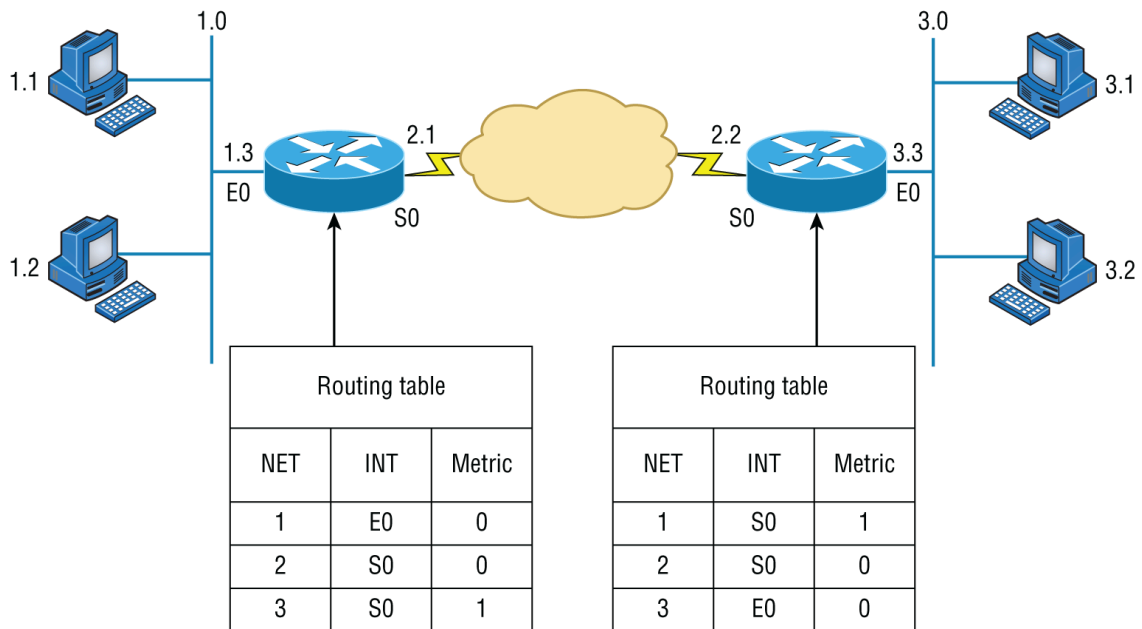 1.0
3.0
1.1
3.1
1.3
2.1
2.2
3.3
E0
S0
S0
E0
1.2
3.2
Routing table
NET INT Metric
1 E0 0
2 S0 0
3 S0 1
Routing table
NET INT Metric
1 S0 1
2 S0 0
3 E0 0